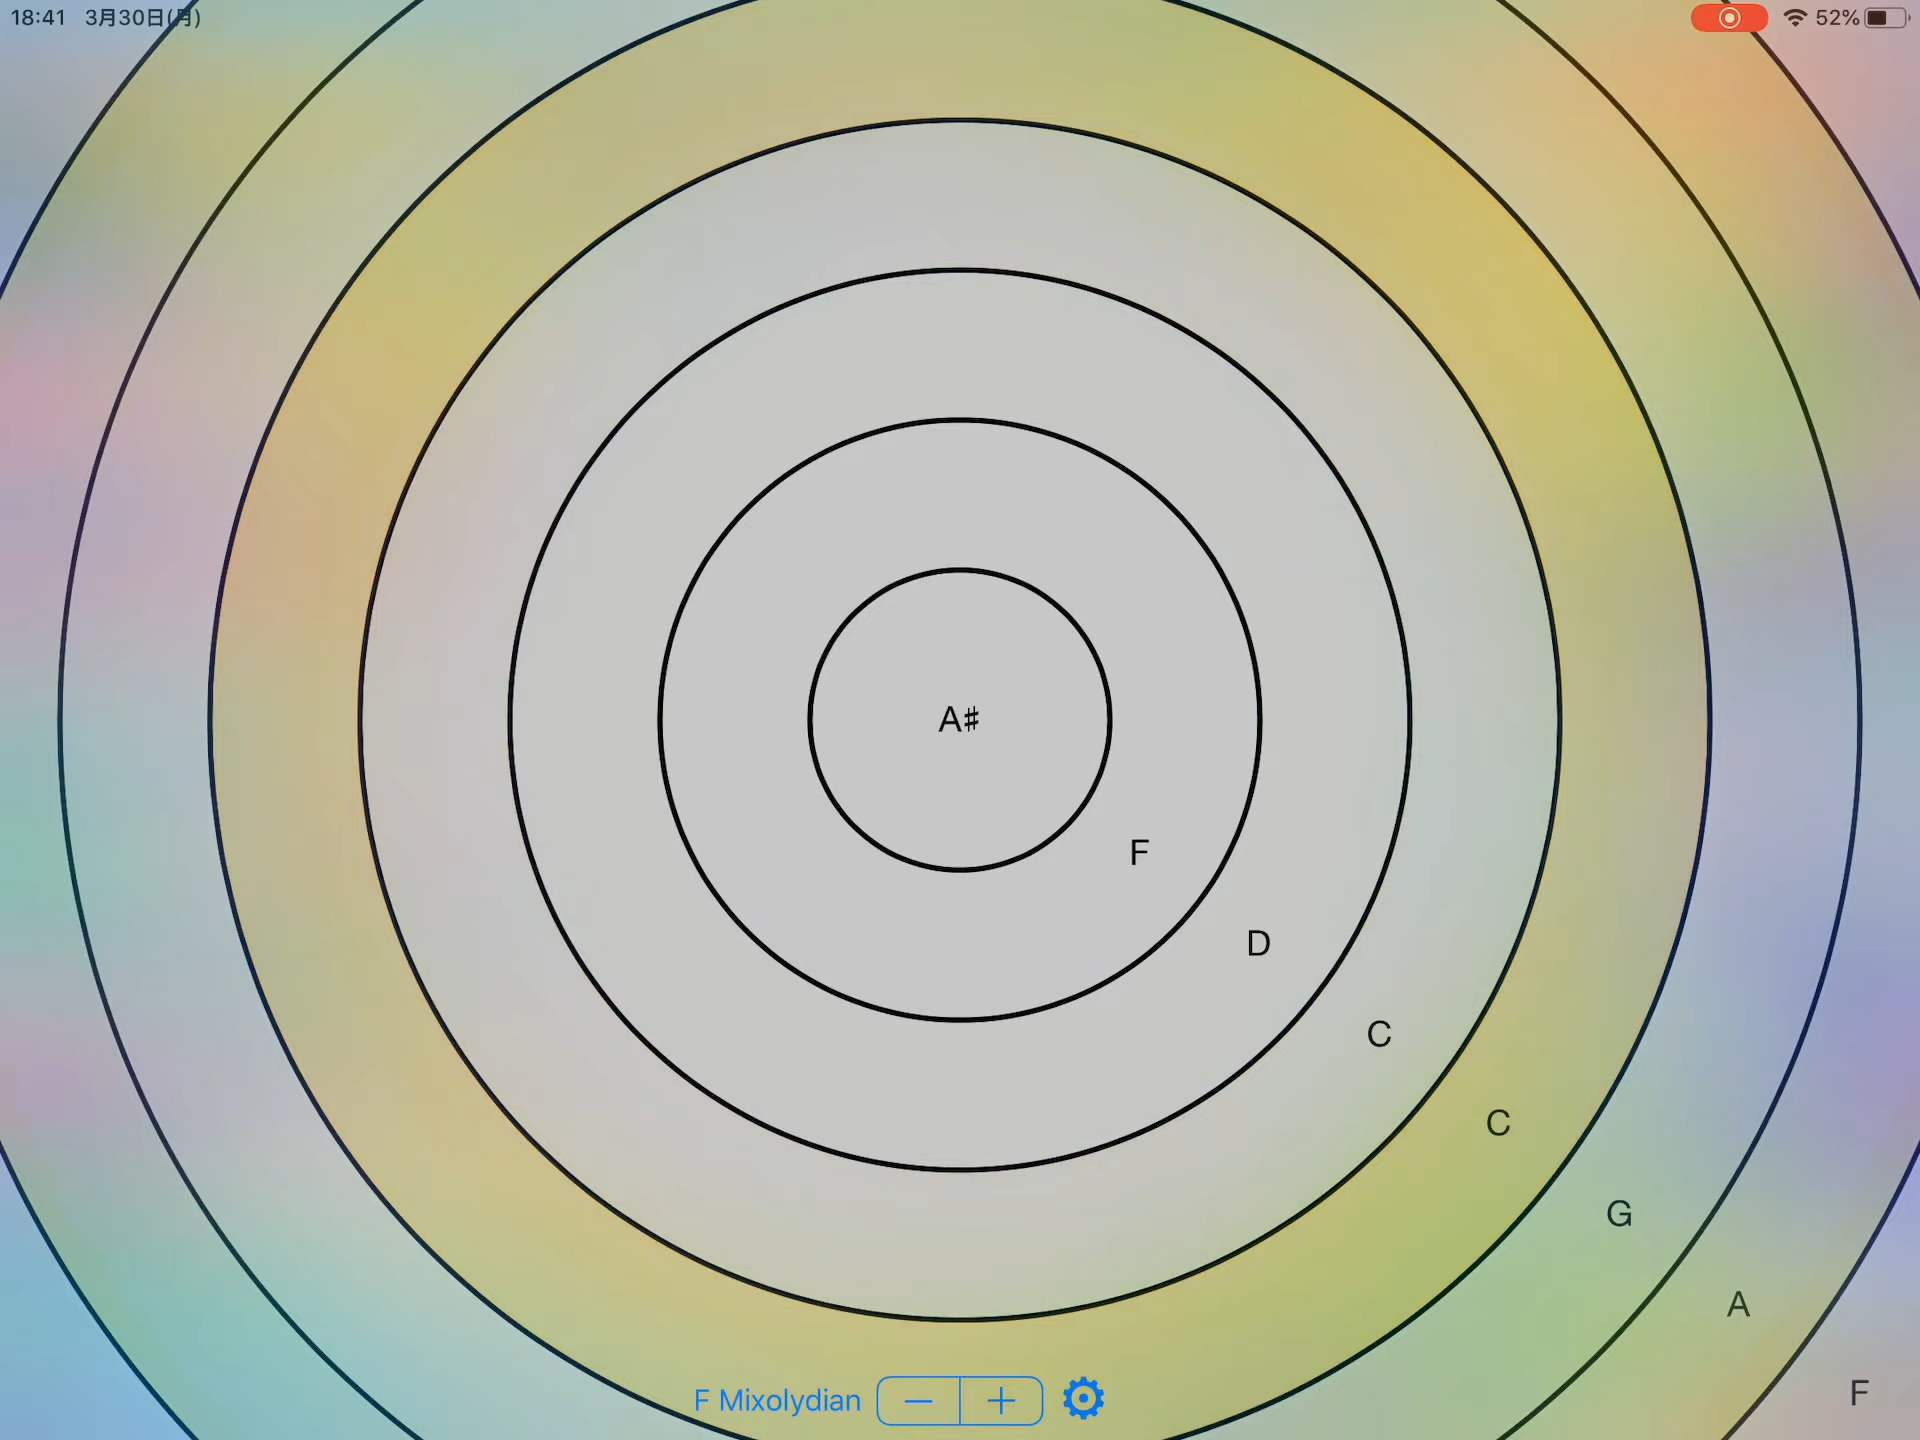 18:41 3月30日(月) 52%
A♯
F
D
C
C
G
A
F
F Mixolydian − +